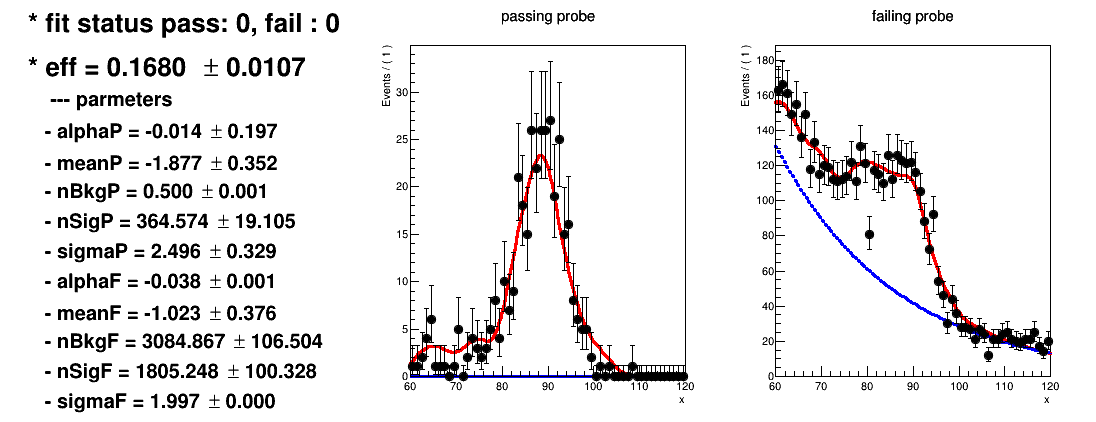 * fit status pass: 0, fail : 0
* eff = 0.1680 ± 0.0107
--- parmeters
- alphaP = -0.014 ± 0.197
- meanP = -1.877 ± 0.352
- nBkgP = 0.500 ± 0.001
- nSigP = 364.574 ± 19.105
- sigmaP = 2.496 ± 0.329
- alphaF = -0.038 ± 0.001
- meanF = -1.023 ± 0.376
- nBkgF = 3084.867 ± 106.504
- nSigF = 1805.248 ± 100.328
- sigmaF = 1.997 ± 0.000
passing probe
Events / ( 1 )
30
25
20
15
10
5
0
60 70 80 90 100 110 120
x
failing probe
Events / ( 1 )
180
160
140
120
100
80
60
40
20
0
60 70 80 90 100 110 120
x